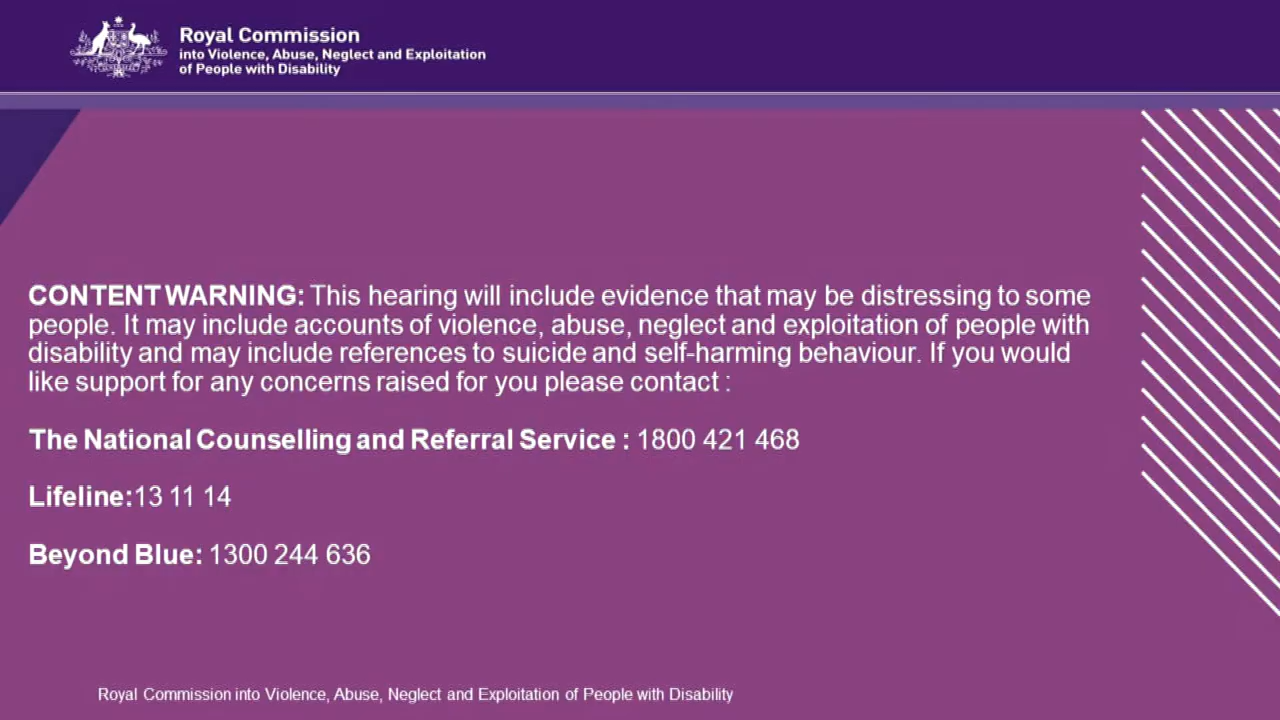 Royal Commission
into Violence, Abuse, Neglect and Exploitation
of People with Disability
CONTENT WARNING: This hearing will include evidence that may be distressing to some
people. It may include accounts of violence, abuse, neglect and exploitation of people with
disability and may include references to suicide and self-harming behaviour. If you would
like support for any concerns raised for you please contact :
The National Counselling and Referral Service : 1800 421 468
Lifeline:13 11 14
Beyond Blue: 1300 244 636
Royal Commission into Violence, Abuse, Neglect and Exploitation of People with Disability